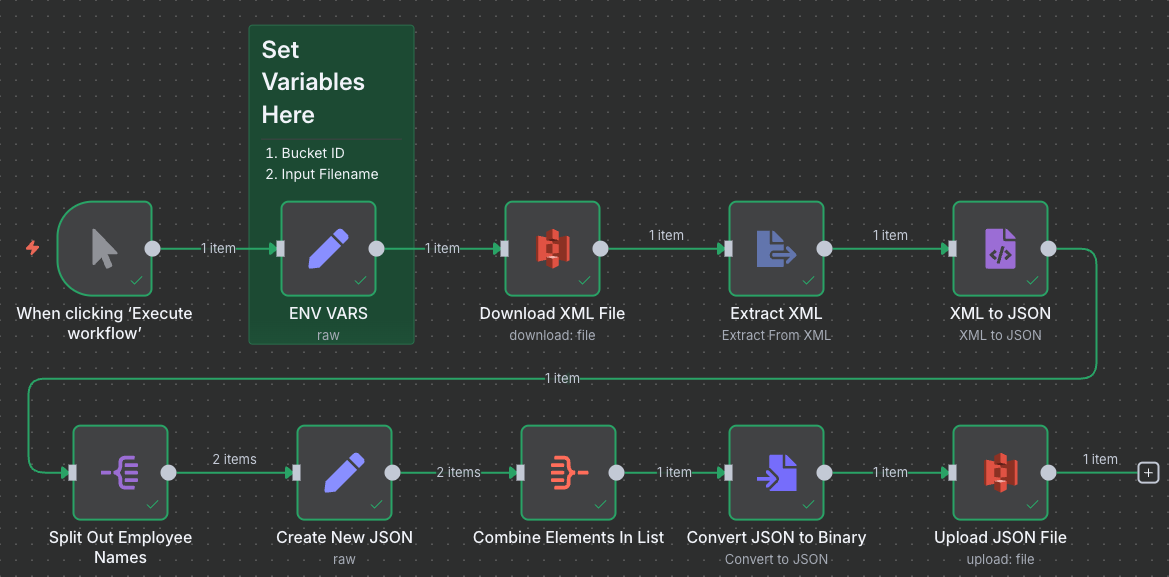 Set
Variables
Here
1. Bucket ID
2. Input Filename
1 item
1 item
1 item
1 item
When clicking ‘Execute
workflow’
ENV VARS
raw
Download XML File
download: file
Extract XML
Extract From XML
XML to JSON
XML to JSON
1 item
2 items
2 items
1 item
1 item
1 item
Split Out Employee
Names
Create New JSON
raw
Combine Elements In List
Convert JSON to Binary
Convert to JSON
Upload JSON File
upload: file